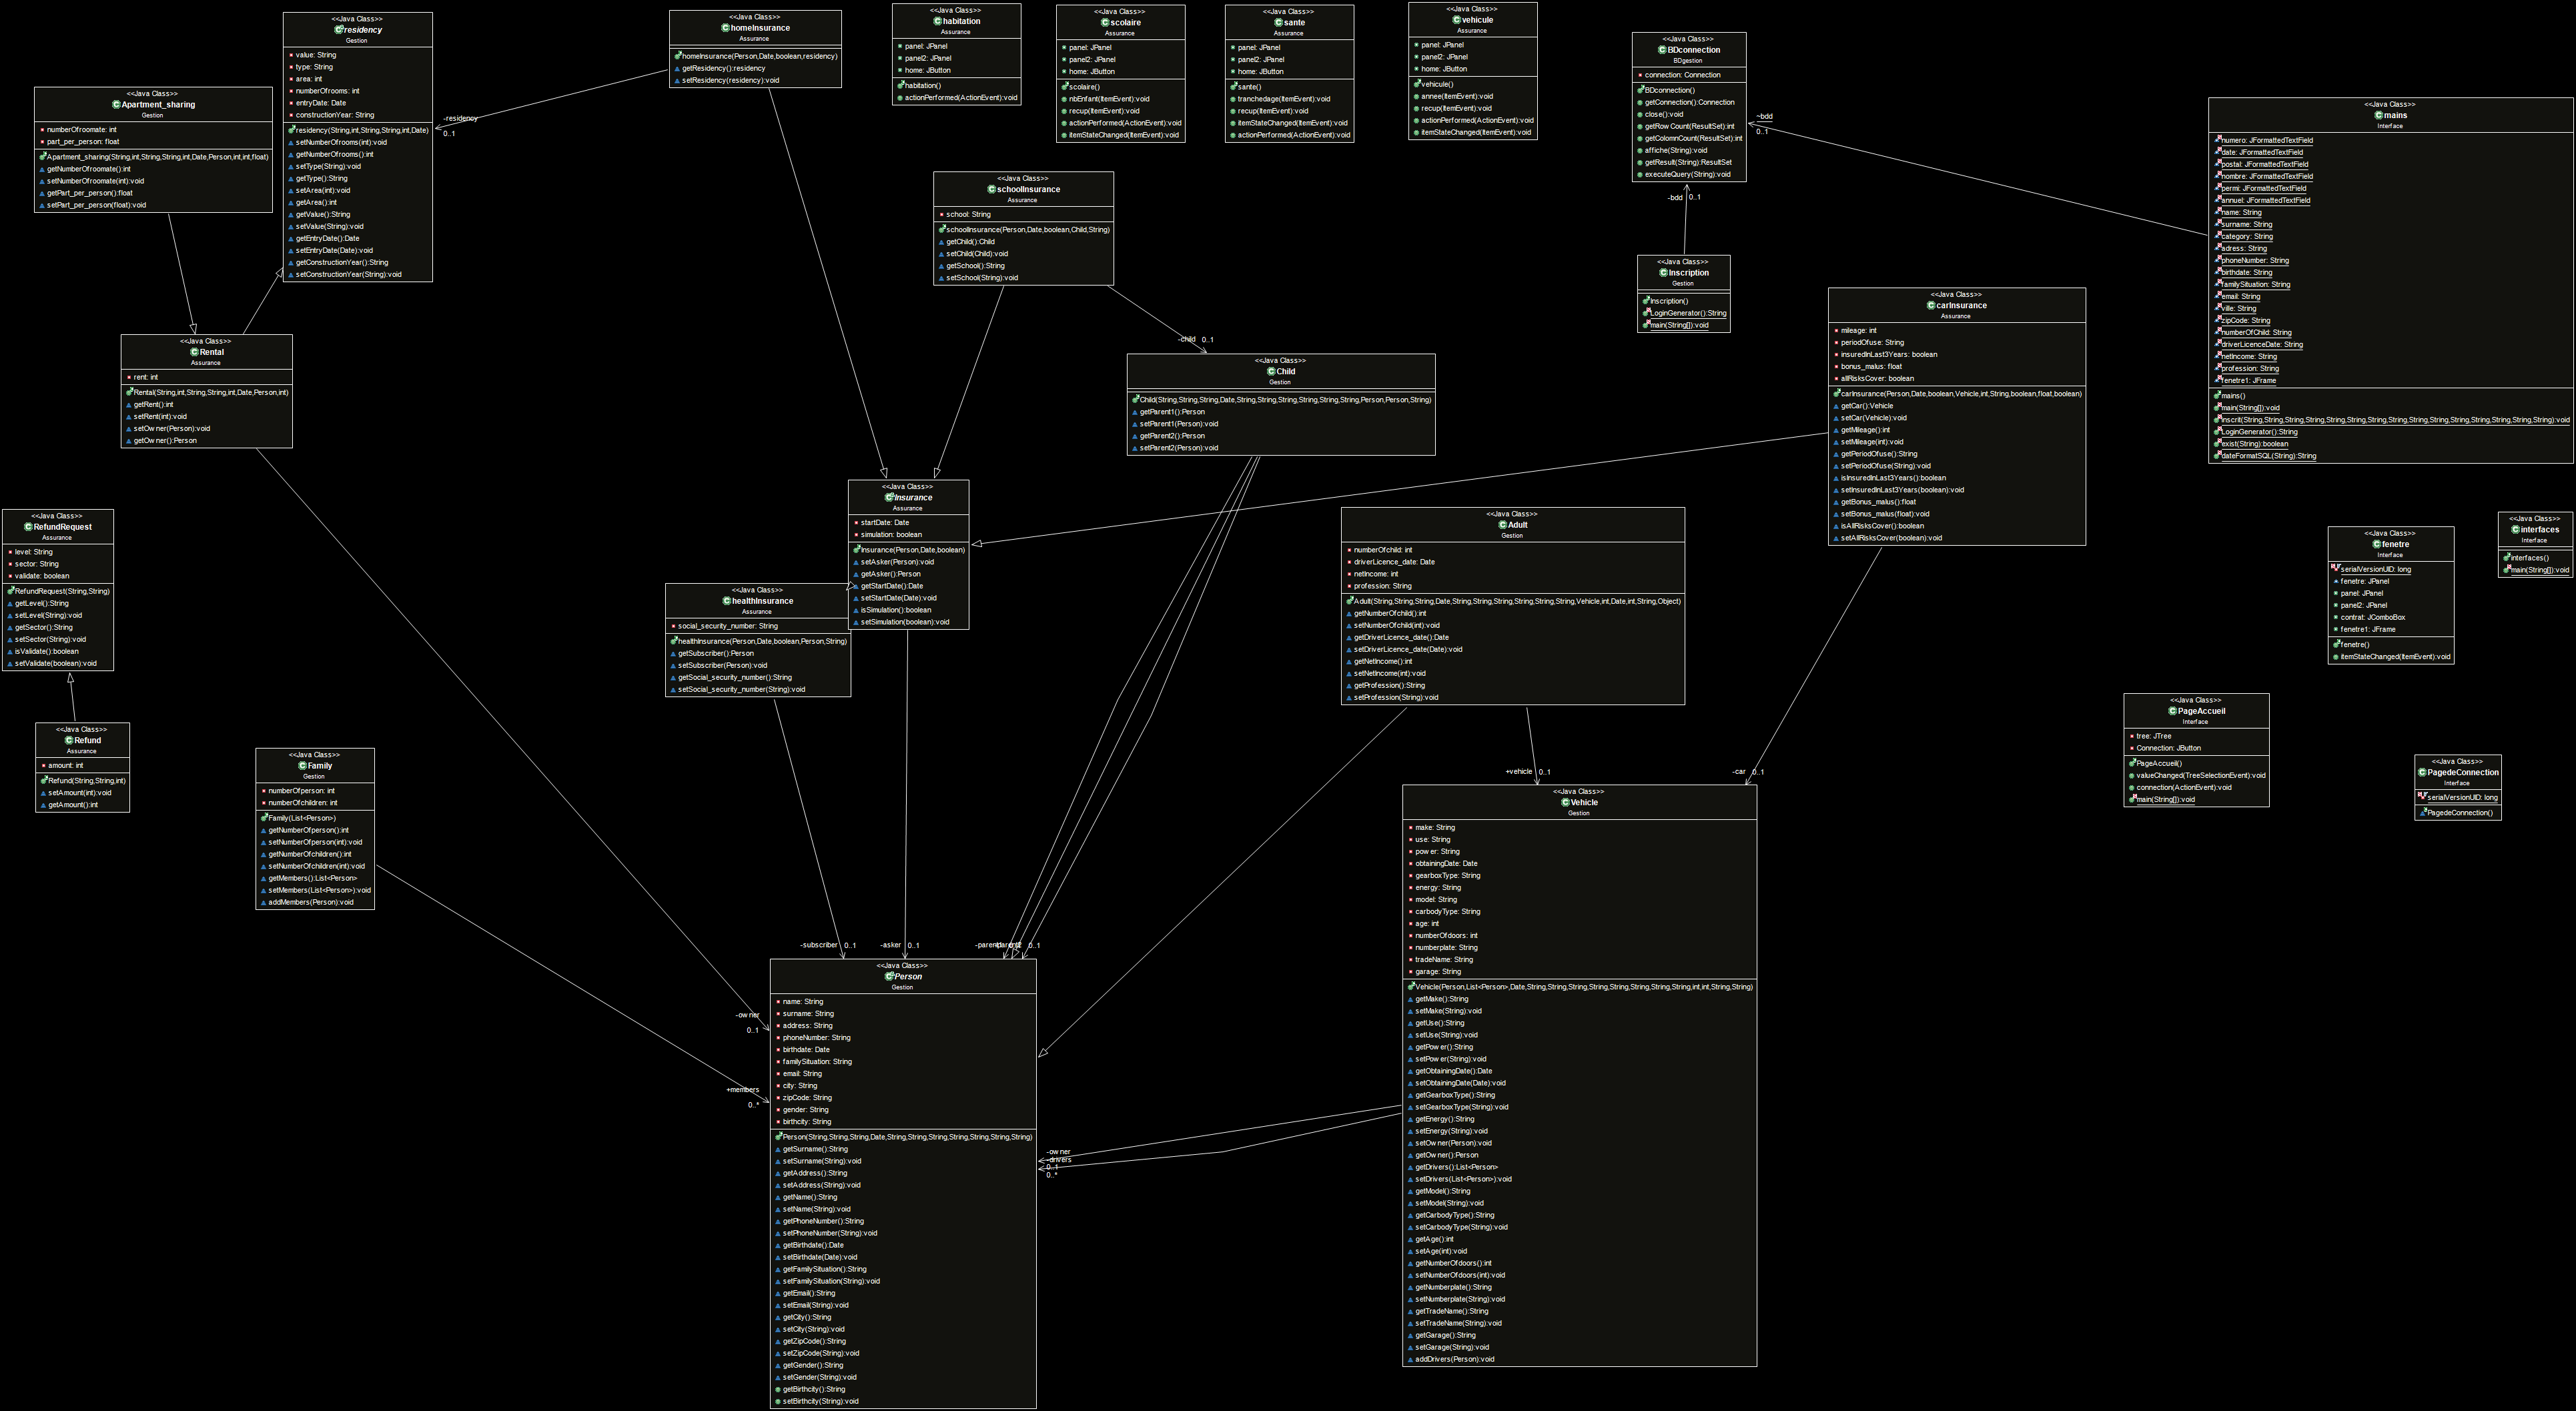 <<Java Class>>
residency
Gestion
value: String
type: String
area: int
numberOfrooms: int
entryDate: Date
constructionYear: String
residency(String,int,String,String,int,Date)
setNumberOfrooms(int):void
getNumberOfrooms():int
setType(String):void
getType():String
setArea(int):void
getArea():int
getValue():String
setValue(String):void
getEntryDate():Date
setEntryDate(Date):void
getConstructionYear():String
setConstructionYear(String):void
<<Java Class>>
homeInsurance
Assurance
homeInsurance(Person,Date,boolean,residency)
getResidency():residency
setResidency(residency):void
<<Java Class>>
habitation
Assurance
panel: JPanel
panel2: JPanel
home: JButton
habitation()
actionPerformed(ActionEvent):void
<<Java Class>>
scolaire
Assurance
panel: JPanel
panel2: JPanel
home: JButton
scolaire()
nbEnfant(ItemEvent):void
recup(ItemEvent):void
actionPerformed(ActionEvent):void
itemStateChanged(ItemEvent):void
<<Java Class>>
sante
Assurance
panel: JPanel
panel2: JPanel
home: JButton
sante()
tranchedage(ItemEvent):void
recup(ItemEvent):void
itemStateChanged(ItemEvent):void
actionPerformed(ActionEvent):void
<<Java Class>>
vehicule
Assurance
panel: JPanel
panel2: JPanel
home: JButton
vehicule()
annee(ItemEvent):void
recup(ItemEvent):void
actionPerformed(ActionEvent):void
itemStateChanged(ItemEvent):void
<<Java Class>>
BDconnection
BDgestion
connection: Connection
BDconnection()
getConnection():Connection
close():void
getRowCount(ResultSet):int
getColomnCount(ResultSet):int
affiche(String):void
getResult(String):ResultSet
executeQuery(String):void
<<Java Class>>
mains
Interface
numero: JFormattedTextField
date: JFormattedTextField
postal: JFormattedTextField
nombre: JFormattedTextField
permi: JFormattedTextField
annuel: JFormattedTextField
name: String
surname: String
category: String
adress: String
phoneNumber: String
birthdate: String
familySituation: String
email: String
ville: String
zipCode: String
numberOfChild: String
driverLicenceDate: String
netIncome: String
profession: String
fenetre1: JFrame
mains()
main(String[]):void
inscrit(String,String,String,String,String,String,String,String,String,String,String,String,String,String):void
LoginGenerator():String
exist(String):boolean
dateFormatSQL(String):String
<<Java Class>>
Apartment_sharing
Gestion
numberOfroomate: int
part_per_person: float
Apartment_sharing(String,int,String,String,int,Date,Person,int,int,float)
getNumberOfroomate():int
setNumberOfroomate(int):void
getPart_per_person():float
setPart_per_person(float):void
-residency
0..1
~bdd
0..1
-bdd
0..1
<<Java Class>>
schoolInsurance
Assurance
school: String
schoolInsurance(Person,Date,boolean,Child,String)
getChild():Child
setChild(Child):void
getSchool():String
setSchool(String):void
<<Java Class>>
Inscription
Gestion
Inscription()
LoginGenerator():String
main(String[]):void
<<Java Class>>
carInsurance
Assurance
mileage: int
periodOfuse: String
insuredInLast3Years: boolean
bonus_malus: float
allRisksCover: boolean
carInsurance(Person,Date,boolean,Vehicle,int,String,boolean,float,boolean)
getCar():Vehicle
setCar(Vehicle):void
getMileage():int
setMileage(int):void
getPeriodOfuse():String
setPeriodOfuse(String):void
isInsuredInLast3Years():boolean
setInsuredInLast3Years(boolean):void
getBonus_malus():float
setBonus_malus(float):void
isAllRisksCover():boolean
setAllRisksCover(boolean):void
<<Java Class>>
Rental
Assurance
rent: int
Rental(String,int,String,String,int,Date,Person,int)
getRent():int
setRent(int):void
setOwner(Person):void
getOwner():Person
-child
0..1
<<Java Class>>
Child
Gestion
Child(String,String,String,Date,String,String,String,String,String,String,Person,Person,String)
getParent1():Person
setParent1(Person):void
getParent2():Person
setParent2(Person):void
<<Java Class>>
Insurance
Assurance
startDate: Date
simulation: boolean
Insurance(Person,Date,boolean)
setAsker(Person):void
getAsker():Person
getStartDate():Date
setStartDate(Date):void
isSimulation():boolean
setSimulation(boolean):void
<<Java Class>>
RefundRequest
Assurance
level: String
sector: String
validate: boolean
RefundRequest(String,String)
getLevel():String
setLevel(String):void
getSector():String
setSector(String):void
isValidate():boolean
setValidate(boolean):void
<<Java Class>>
Adult
Gestion
numberOfchild: int
driverLicence_date: Date
netIncome: int
profession: String
Adult(String,String,String,Date,String,String,String,String,String,String,Vehicle,int,Date,int,String,Object)
getNumberOfchild():int
setNumberOfchild(int):void
getDriverLicence_date():Date
setDriverLicence_date(Date):void
getNetIncome():int
setNetIncome(int):void
getProfession():String
setProfession(String):void
<<Java Class>>
fenetre
Interface
serialVersionUID: long
fenetre: JPanel
panel: JPanel
panel2: JPanel
contrat: JComboBox
fenetre1: JFrame
fenetre()
itemStateChanged(ItemEvent):void
<<Java Class>>
interfaces
Interface
interfaces()
main(String[]):void
<<Java Class>>
healthInsurance
Assurance
social_security_number: String
healthInsurance(Person,Date,boolean,Person,String)
getSubscriber():Person
setSubscriber(Person):void
getSocial_security_number():String
setSocial_security_number(String):void
<<Java Class>>
PageAccueil
Interface
tree: JTree
Connection: JButton
PageAccueil()
valueChanged(TreeSelectionEvent):void
connection(ActionEvent):void
main(String[]):void
<<Java Class>>
Refund
Assurance
amount: int
Refund(String,String,int)
setAmount(int):void
getAmount():int
<<Java Class>>
Family
Gestion
numberOfperson: int
numberOfchildren: int
Family(List<Person>)
getNumberOfperson():int
setNumberOfperson(int):void
getNumberOfchildren():int
setNumberOfchildren(int):void
getMembers():List<Person>
setMembers(List<Person>):void
addMembers(Person):void
<<Java Class>>
PagedeConnection
Interface
serialVersionUID: long
PagedeConnection()
+vehicle
0..1
-car
0..1
<<Java Class>>
Vehicle
Gestion
make: String
use: String
power: String
obtainingDate: Date
gearboxType: String
energy: String
model: String
carbodyType: String
age: int
numberOfdoors: int
numberplate: String
tradeName: String
garage: String
Vehicle(Person,List<Person>,Date,String,String,String,String,String,String,String,String,int,int,String,String)
getMake():String
setMake(String):void
getUse():String
setUse(String):void
getPower():String
setPower(String):void
getObtainingDate():Date
setObtainingDate(Date):void
getGearboxType():String
setGearboxType(String):void
getEnergy():String
setEnergy(String):void
setOwner(Person):void
getOwner():Person
getDrivers():List<Person>
setDrivers(List<Person>):void
getModel():String
setModel(String):void
getCarbodyType():String
setCarbodyType(String):void
getAge():int
setAge(int):void
getNumberOfdoors():int
setNumberOfdoors(int):void
getNumberplate():String
setNumberplate(String):void
getTradeName():String
setTradeName(String):void
getGarage():String
setGarage(String):void
addDrivers(Person):void
-subscriber
0..1
-asker
0..1
0..1
<<Java Class>>
Person
Gestion
name: String
surname: String
address: String
phoneNumber: String
birthdate: Date
familySituation: String
email: String
city: String
zipCode: String
gender: String
birthcity: String
Person(String,String,String,Date,String,String,String,String,String,String,String)
getSurname():String
setSurname(String):void
getAddress():String
setAddress(String):void
getName():String
setName(String):void
getPhoneNumber():String
setPhoneNumber(String):void
getBirthdate():Date
setBirthdate(Date):void
getFamilySituation():String
setFamilySituation(String):void
getEmail():String
setEmail(String):void
getCity():String
setCity(String):void
getZipCode():String
setZipCode(String):void
getGender():String
setGender(String):void
getBirthcity():String
setBirthcity(String):void
-owner
0..1
+members
0..*
-owner
-drivers
0..1
0..*